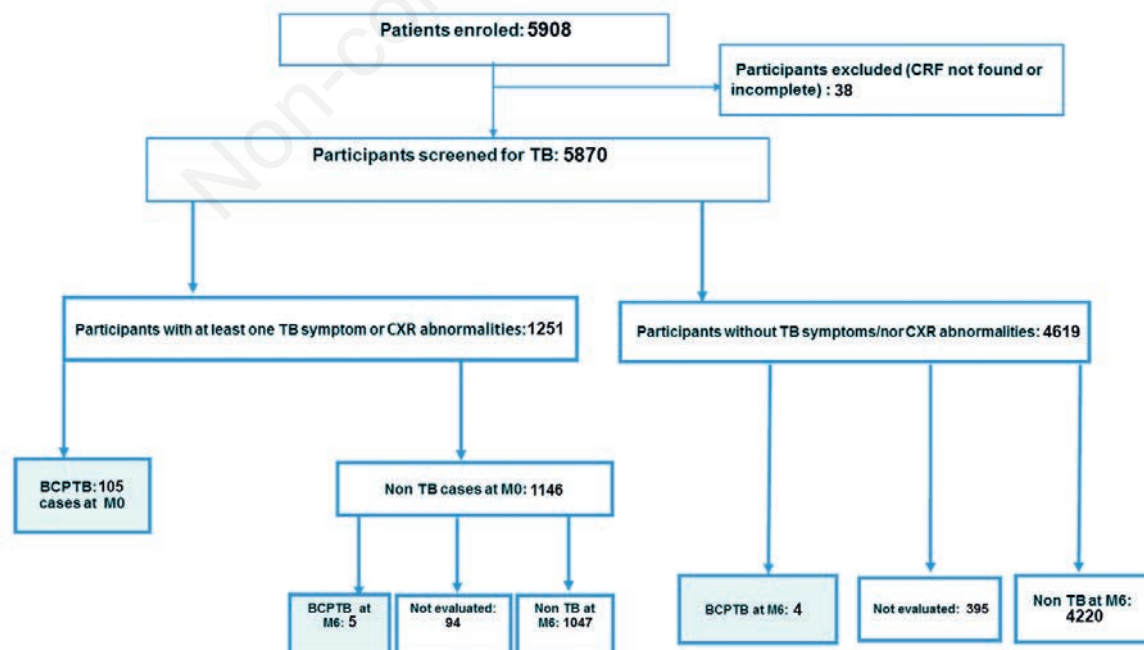 Patients enroled: 5908
Participants excluded (CRF not found or
incomplete) : 38
Participants screened for TB: 5870
Participants with at least one TB symptom or CXR abnormalities:1251
Participants without TB symptoms/nor CXR abnormalities: 4619
BCPTB:105
cases at M0
Non TB cases at M0: 1146
BCPTB at
M6: 5
Not evaluated:
94
Non TB at
M6: 1047
BCPTB at M6: 4
Not evaluated: 395
Non TB at M6:
4220
Non-co